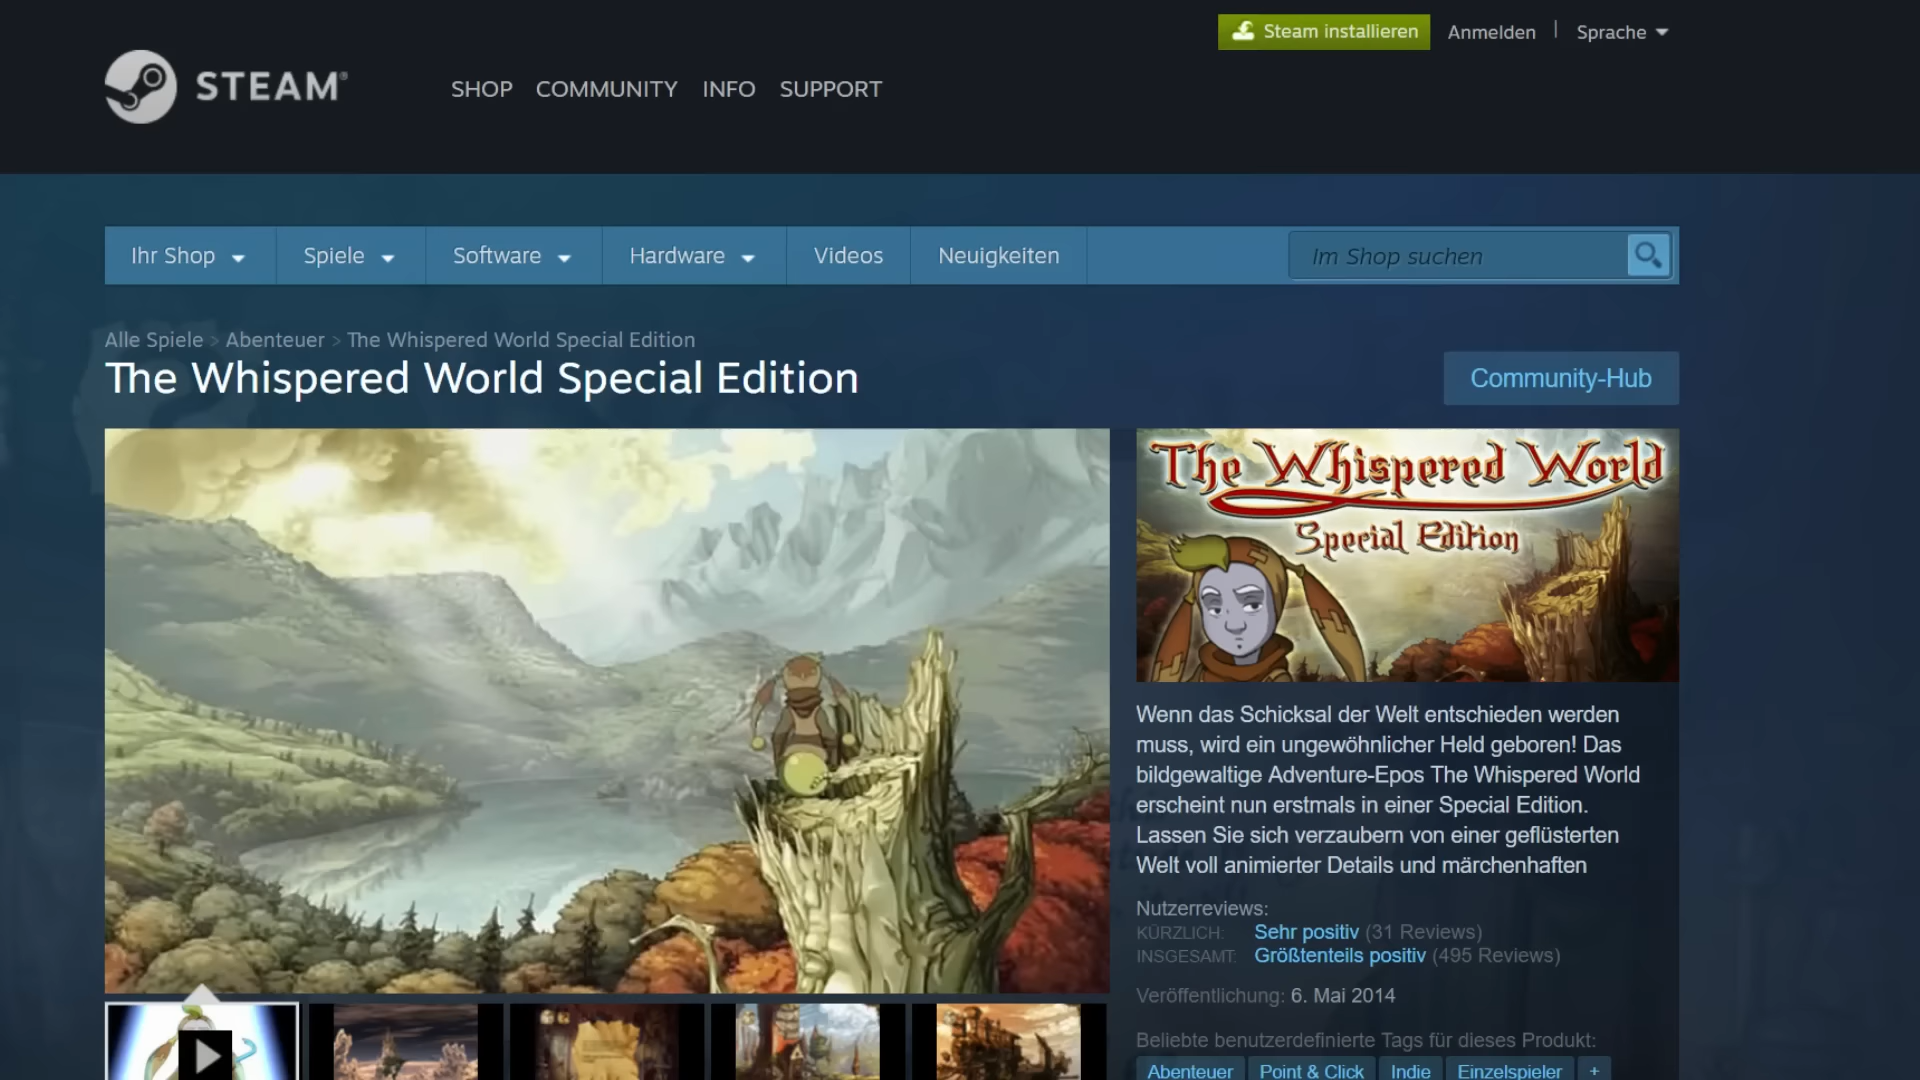 Steam installieren
Anmelden | Sprache
STEAM®
SHOP COMMUNITY INFO SUPPORT
Ihr Shop Spiele Software Hardware Videos Neuigkeiten Im Shop suchen
Alle Spiele > Abenteuer > The Whispered World Special Edition
The Whispered World Special Edition
Community-Hub
The Whispered World
Special Edition
Wenn das Schicksal der Welt entschieden werden
muss, wird ein ungewöhnlicher Held geboren! Das
bildgewaltige Adventure-Epos The Whispered World
erscheint nun erstmals in einer Special Edition.
Lassen Sie sich verzaubern von einer geflüsterten
Welt voll animierter Details und märchenhaften
Nutzerreviews:
KÜRZLICH: Sehr positiv (31 Reviews)
INSGESAMT: Größtenteils positiv (495 Reviews)
Veröffentlichung: 6. Mai 2014
Beliebte benutzerdefinierte Tags für dieses Produkt:
Abenteuer Point & Click Indie Einzelspieler +